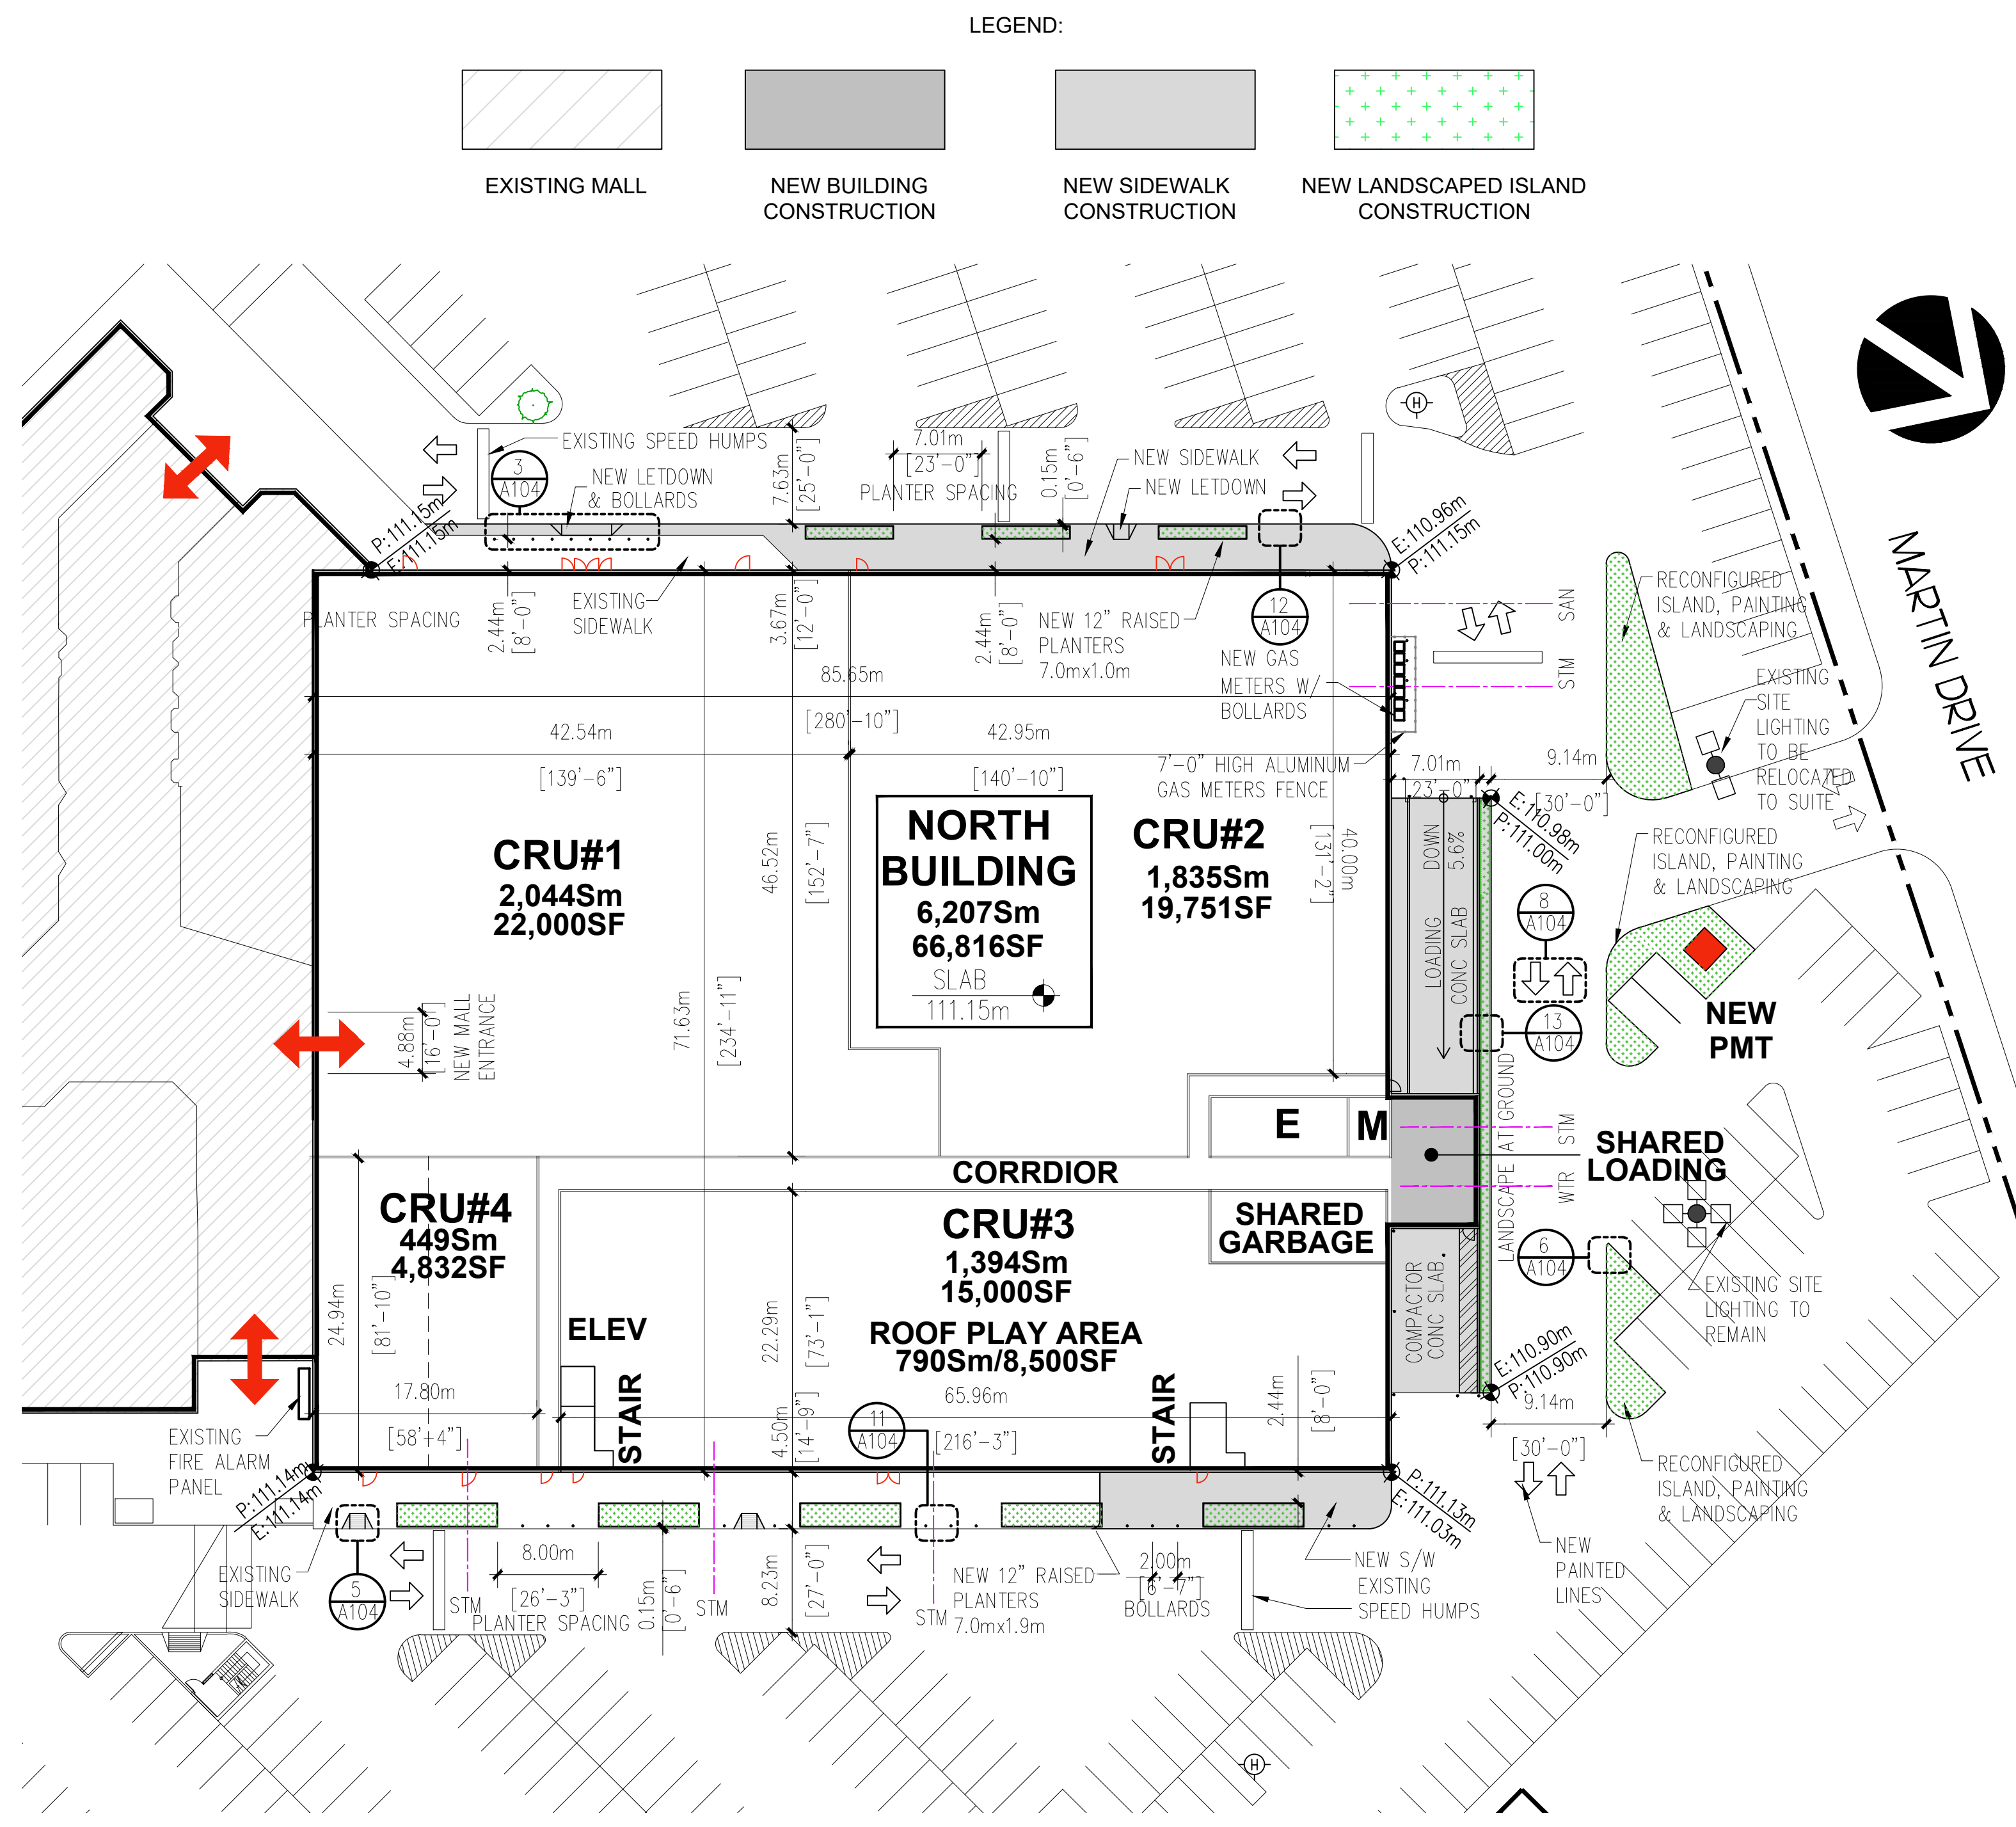 LEGEND:
EXISTING MALL
NEW BUILDING
CONSTRUCTION
NEW SIDEWALK
CONSTRUCTION
NEW LANDSCAPED ISLAND
CONSTRUCTION
EXISTING SPEED HUMPS
3
A104
NEW LETDOWN
& BOLLARDS
7.63m
[25'-0"]
7.01m
[23'-0"]
PLANTER SPACING
0.15m
[0'-6"]
NEW SIDEWALK
NEW LETDOWN
H
P:111.15m
E:111.15m
E:110.96m
P:111.15m
MARTIN DRIVE
PLANTER SPACING
2.44m
[8'-0"]
EXISTING
SIDEWALK
3.67m
[12'-0"]
2.44m
[8'-0"]
NEW 12" RAISED
PLANTERS
7.0mx1.0m
12
A104
NEW GAS
METERS W/
BOLLARDS
SAN
STM
RECONFIGURED
ISLAND, PAINTING
& LANDSCAPING
EXISTING
SITE
LIGHTING
TO BE
RELOCATED
TO SUITE
85.65m
[280'-10"]
42.54m
[139'-6"]
42.95m
[140'-10"]
7'-0" HIGH ALUMINUM
GAS METERS FENCE
7.01m
[23'-0"]
9.14m
[30'-0"]
E:110.98m
P:111.00m
CRU#1
2,044Sm
22,000SF
46.52m
[152'-7"]
NORTH
BUILDING
6,207Sm
66,816SF
SLAB
111.15m
CRU#2
1,835Sm
19,751SF
40.00m
[131'-2"]
LOADING DOWN
CONC SLAB 5.6%
RECONFIGURED
ISLAND, PAINTING
& LANDSCAPING
8
A104
13
A104
NEW
PMT
4.88m
[16'-0"]
NEW MALL
ENTRANCE
71.63m
[234'-11"]
E
M
LANDSCAPE AT GROUND
STM
WTR
SHARED
LOADING
CORRDIOR
CRU#4
449Sm
4,832SF
CRU#3
1,394Sm
15,000SF
ROOF PLAY AREA
790Sm/8,500SF
SHARED
GARBAGE
COMPACTOR
CONC SLAB.
6
A104
EXISTING SITE
LIGHTING TO
REMAIN
24.94m
[81'-10"]
ELEV
STAIR
22.29m
[73'-1"]
STAIR
17.80m
[58'-4"]
65.96m
[216'-3"]
4.50m
[14'-9"]
11
A104
2.44m
[8'-0"]
E:110.90m
P:110.90m
9.14m
[30'-0"]
EXISTING
FIRE ALARM
PANEL
P:111.14m
E:111.14m
P:111.13m
E:111.03m
RECONFIGURED
ISLAND, PAINTING
& LANDSCAPING
EXISTING
SIDEWALK
5
A104
STM
8.00m
[26'-3"]
PLANTER SPACING
0.15m
[0'-6"]
STM
8.23m
[27'-0"]
STM
NEW 12" RAISED
PLANTERS
7.0mx1.9m
2.00m
[6'-7"]
BOLLARDS
NEW S/W
EXISTING
SPEED HUMPS
NEW
PAINTED
LINES
H